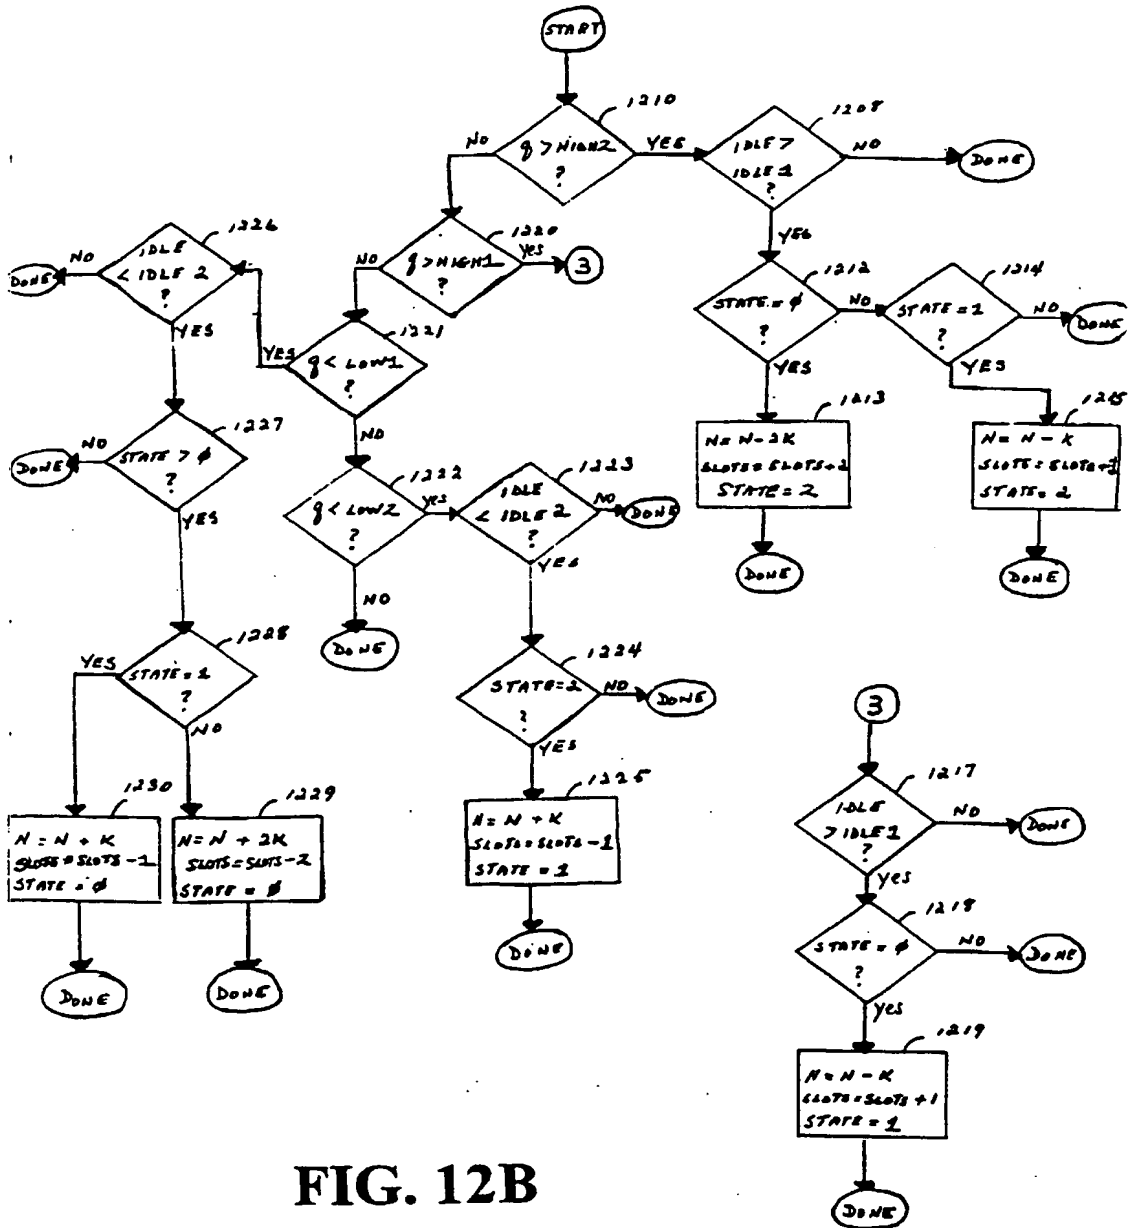 START
1210
q > HIGH2
?
NO
YES
1208
IDLE >
IDLE 1
?
NO
DONE
YES
1220
q > HIGH1
?
NO
Yes
3
1226
IDLE
< IDLE 2
?
NO
DONE
YES
1221
q < LOW1
?
YES
NO
1212
STATE = φ
?
NO
YES
1214
STATE = 1
?
NO
DONE
YES
1213
N = N - 2K
SLOTS = SLOTS + 2
STATE = 2
DONE
1215
N = N - K
SLOTS = SLOTS + 1
STATE = 2
DONE
1227
STATE > φ
?
NO
DONE
YES
1222
q < LOW2
?
yes
NO
DONE
1223
IDLE
< IDLE 2
?
NO
DONE
YES
1228
STATE = 1
?
YES
NO
1224
STATE = 2
?
NO
DONE
YES
1230
N = N + K
SLOTS = SLOTS - 1
STATE = φ
DONE
1229
N = N + 2K
SLOTS = SLOTS - 2
STATE = φ
DONE
1225
N = N + K
SLOTS = SLOTS - 1
STATE = 1
DONE
3
1217
IDLE
> IDLE 1
?
NO
DONE
yes
1218
STATE = φ
?
NO
DONE
yes
1219
N = N - K
SLOTS = SLOTS + 1
STATE = 1
DONE
FIG. 12B